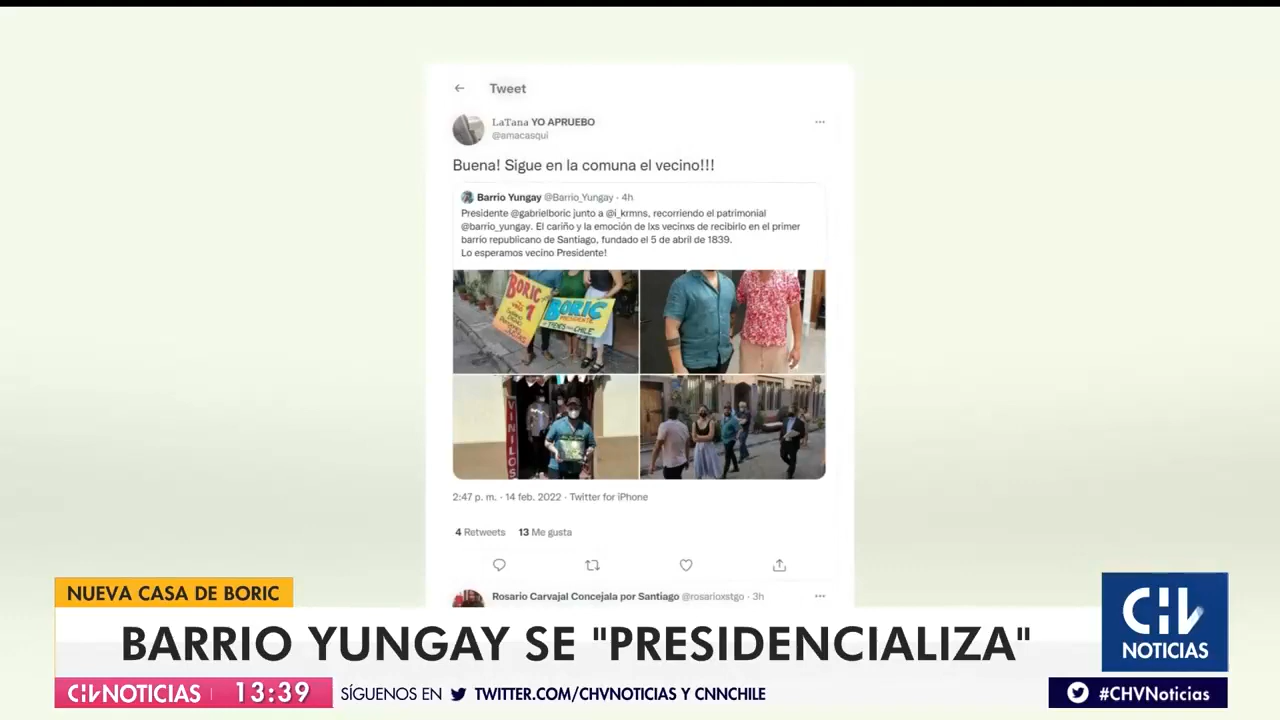 Tweet
LaTana YO APRUEBO
@emacasqui
Buena! Sigue en la comuna el vecino!!!
Barrio Yungay @Barrio_Yungay · 4h
Presidente @gabrielboric junto a @i_krmns, recorriendo el patrimonial
@barrio_yungay. El cariño y la emoción de lxs vecinxs de recibirlo en el primer
barrio republicano de Santiago, fundado el 5 de abril de 1839.
Lo esperamos vecino Presidente!
BORIC
1
BORIC
PRESIDENTE
CHILE
VINILOS
2:47 p. m. · 14 feb. 2022 · Twitter for iPhone
4 Retweets 13 Me gusta
Rosario Carvajal Concejala por Santiago @rosarioxstgo · 3h
NUEVA CASA DE BORIC
BARRIO YUNGAY SE "PRESIDENCIALIZA"
CHV
NOTICIAS
CHVNOTICIAS 13:39 SÍGUENOS EN TWITTER.COM/CHVNOTICIAS Y CNNCHILE
#CHVNoticias